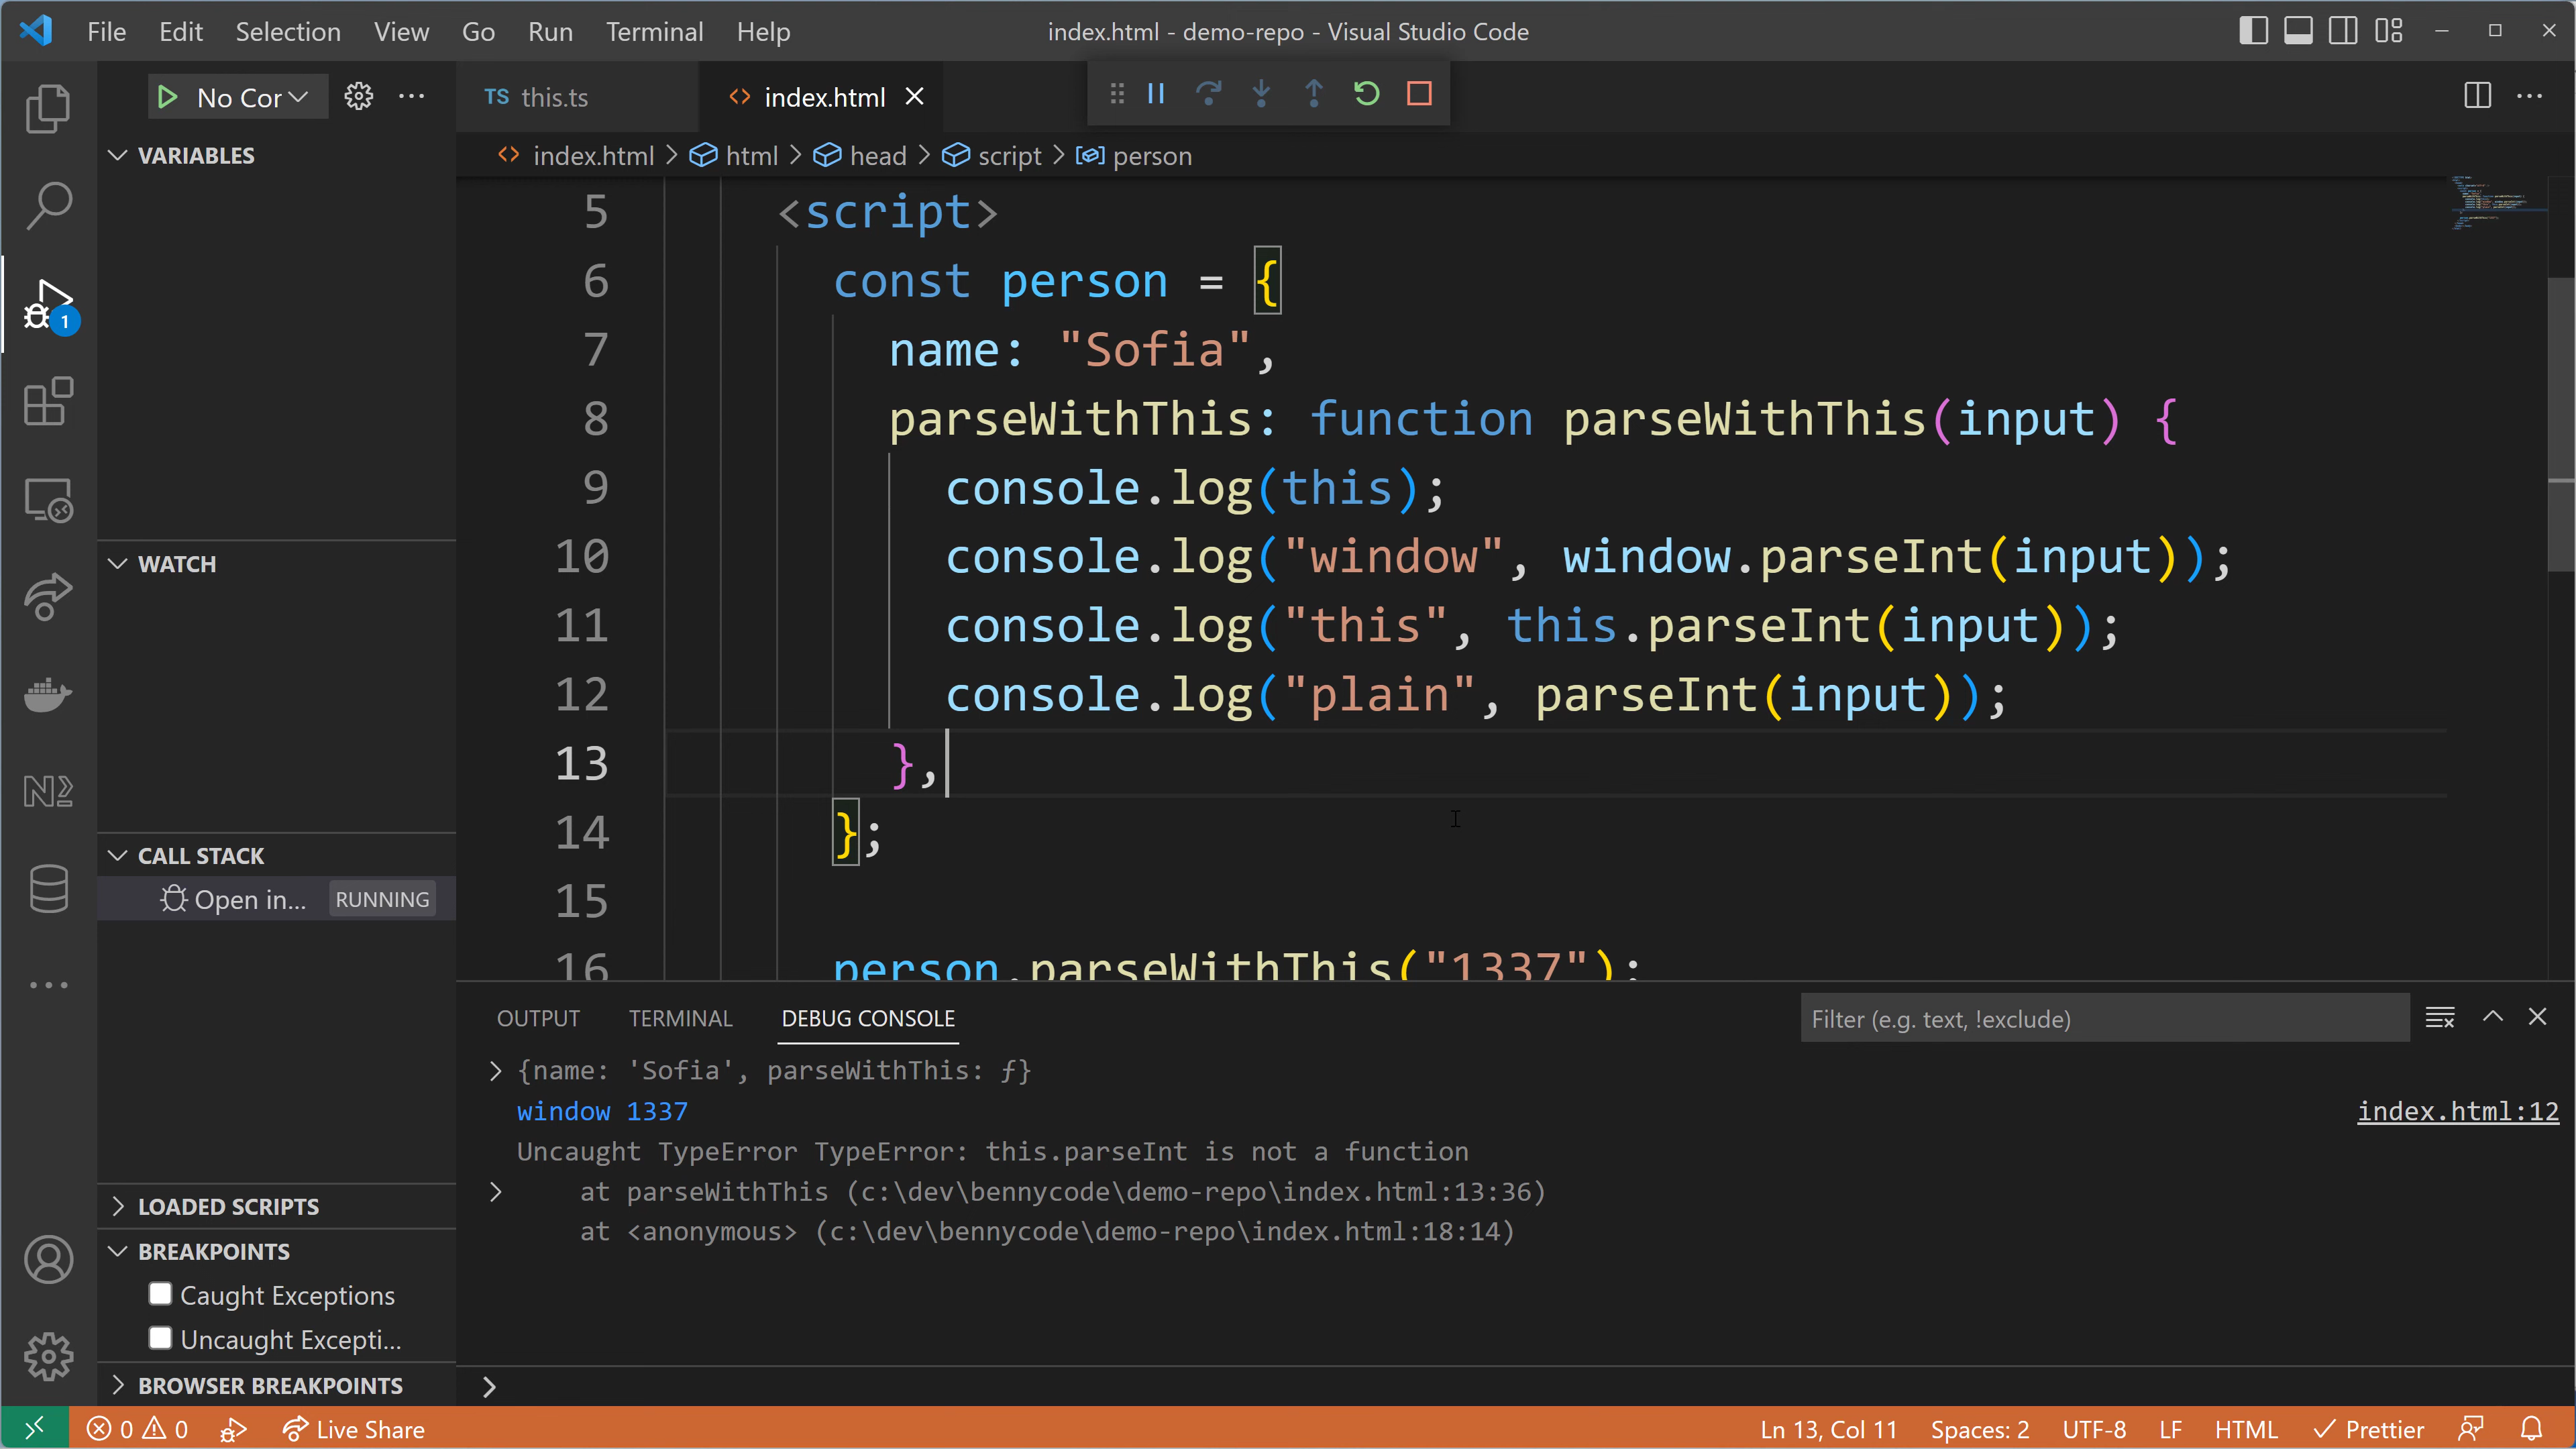 File Edit Selection View Go Run Terminal Help index.html - demo-repo - Visual Studio Code
No Cor
TS this.ts
index.html
index.html > html > head > script > person
VARIABLES
WATCH
CALL STACK
Open in... RUNNING
LOADED SCRIPTS
BREAKPOINTS
Caught Exceptions
Uncaught Excepti...
BROWSER BREAKPOINTS
1
5 <script>
6 const person = {
7 name: "Sofia",
8 parseWithThis: function parseWithThis(input) {
9 console.log(this);
10 console.log("window", window.parseInt(input));
11 console.log("this", this.parseInt(input));
12 console.log("plain", parseInt(input));
13 },
14 };
15
16 person.parseWithThis("1337");
OUTPUT TERMINAL DEBUG CONSOLE Filter (e.g. text, !exclude)
{name: 'Sofia', parseWithThis: ƒ}
window 1337 index.html:12
Uncaught TypeError TypeError: this.parseInt is not a function
at parseWithThis (c:\dev\bennycode\demo-repo\index.html:13:36)
at <anonymous> (c:\dev\bennycode\demo-repo\index.html:18:14)
0 0 Live Share Ln 13, Col 11 Spaces: 2 UTF-8 LF HTML Prettier